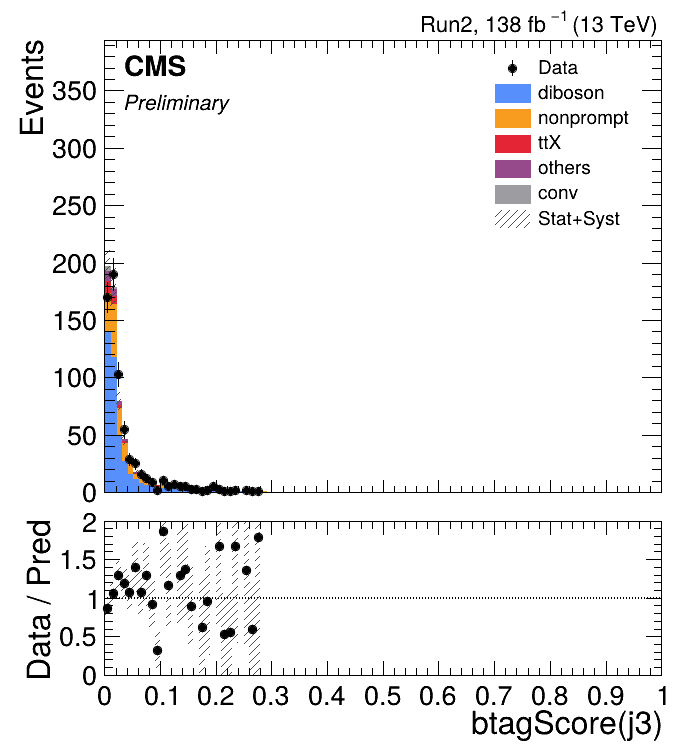 Run2, 138 fb⁻¹ (13 TeV)
CMS
Preliminary
Events
350
300
250
200
150
100
50
0
Data
diboson
nonprompt
ttX
others
conv
Stat+Syst
Data / Pred
2
1.5
1
0.5
0
0 0.1 0.2 0.3 0.4 0.5 0.6 0.7 0.8 0.9 1
btagScore(j3)